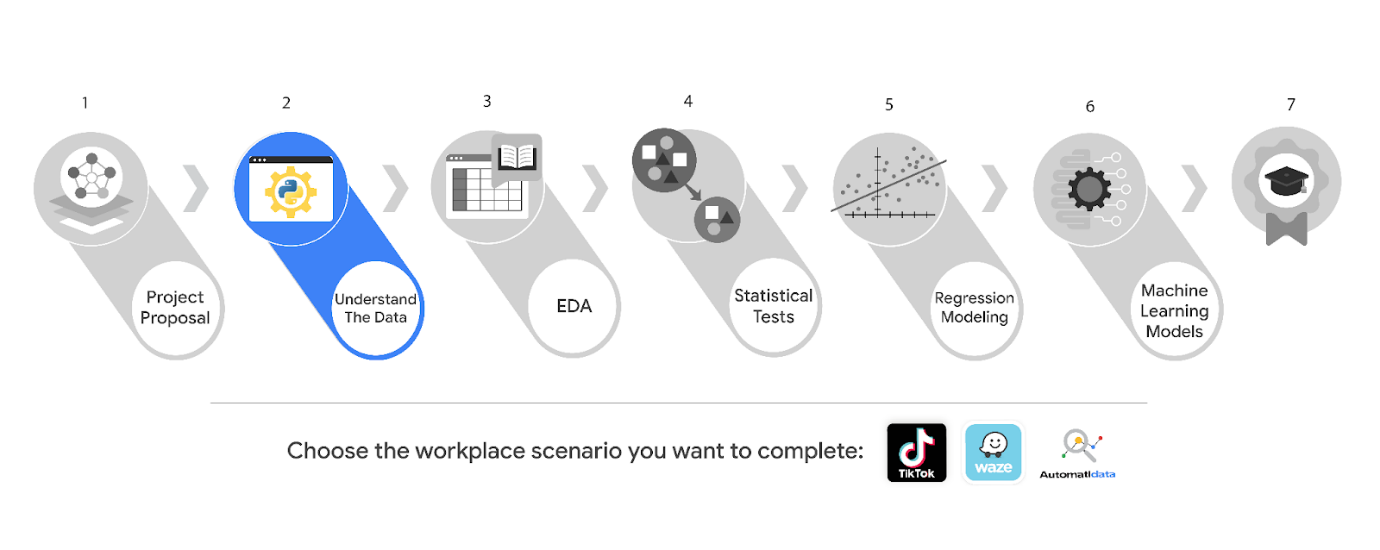 1
2
3
4
5
6
7
Project
Proposal
Understand
The Data
EDA
Statistical
Tests
Regression
Modeling
Machine
Learning
Models
Choose the workplace scenario you want to complete:
TikTok
waze
Automatidata